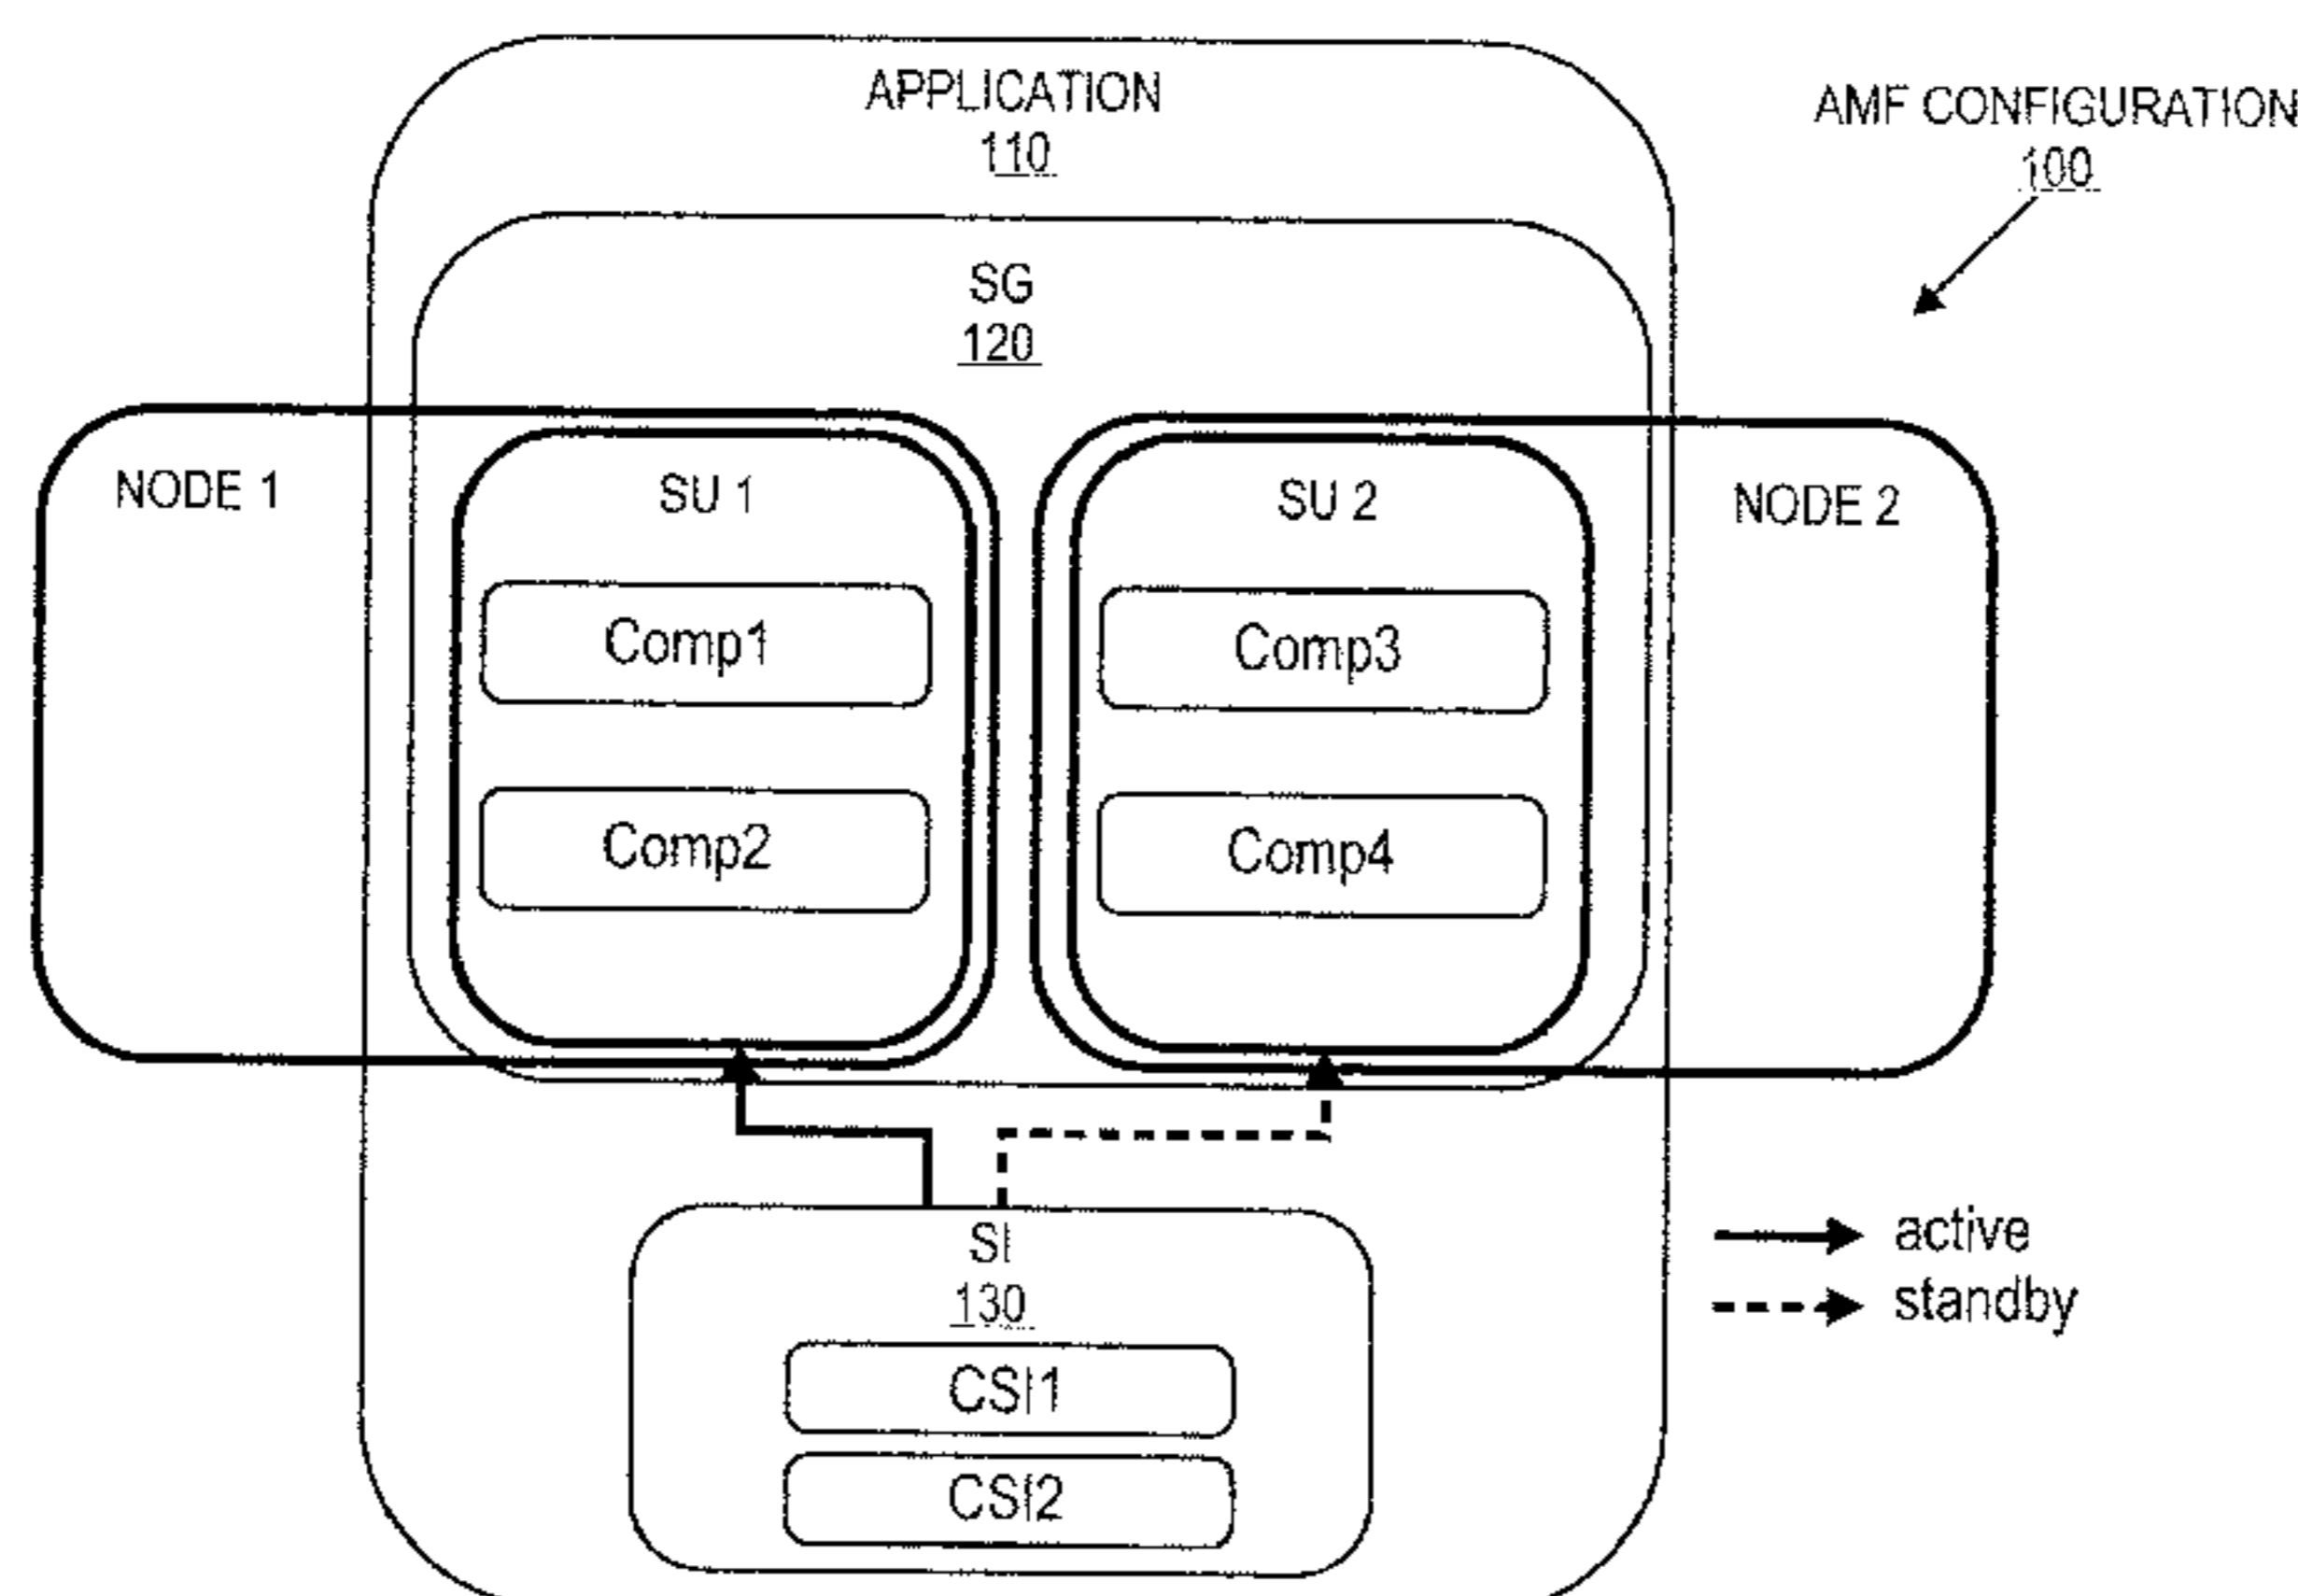 APPLICATION
110
AMF CONFIGURATION
100
SG
120
NODE 1
SU 1
SU 2
NODE 2
Comp1
Comp3
Comp2
Comp4
active
standby
SI
130
CSI1
CSI2